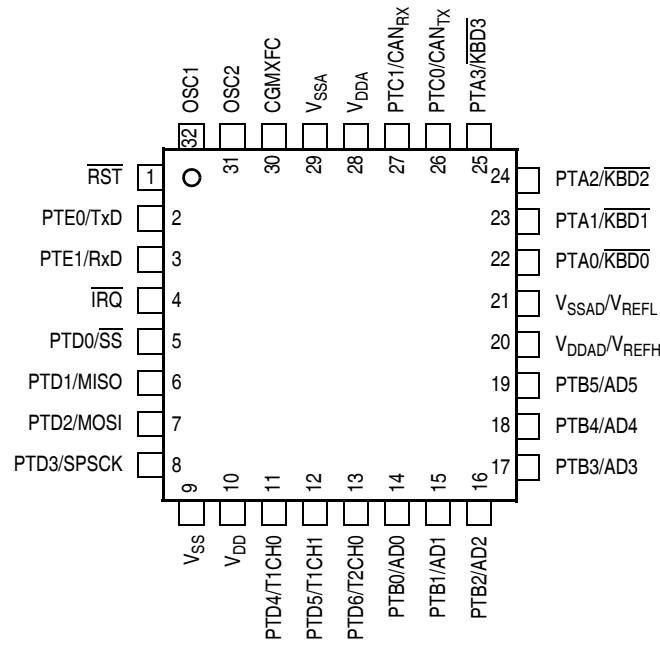 OSC1
OSC2
CGMXFC
VSSA
VDDA
PTC1/CANRX
PTC0/CANTX
PTA3/KBD3
32
31
30
29
28
27
26
25
RST 1
PTE0/TxD 2
PTE1/RxD 3
IRQ 4
PTD0/SS 5
PTD1/MISO 6
PTD2/MOSI 7
PTD3/SPSCK 8
24 PTA2/KBD2
23 PTA1/KBD1
22 PTA0/KBD0
21 VSSAD/VREFL
20 VDDAD/VREFH
19 PTB5/AD5
18 PTB4/AD4
17 PTB3/AD3
9
10
11
12
13
14
15
16
VSS
VDD
PTD4/T1CH0
PTD5/T1CH1
PTD6/T2CH0
PTB0/AD0
PTB1/AD1
PTB2/AD2